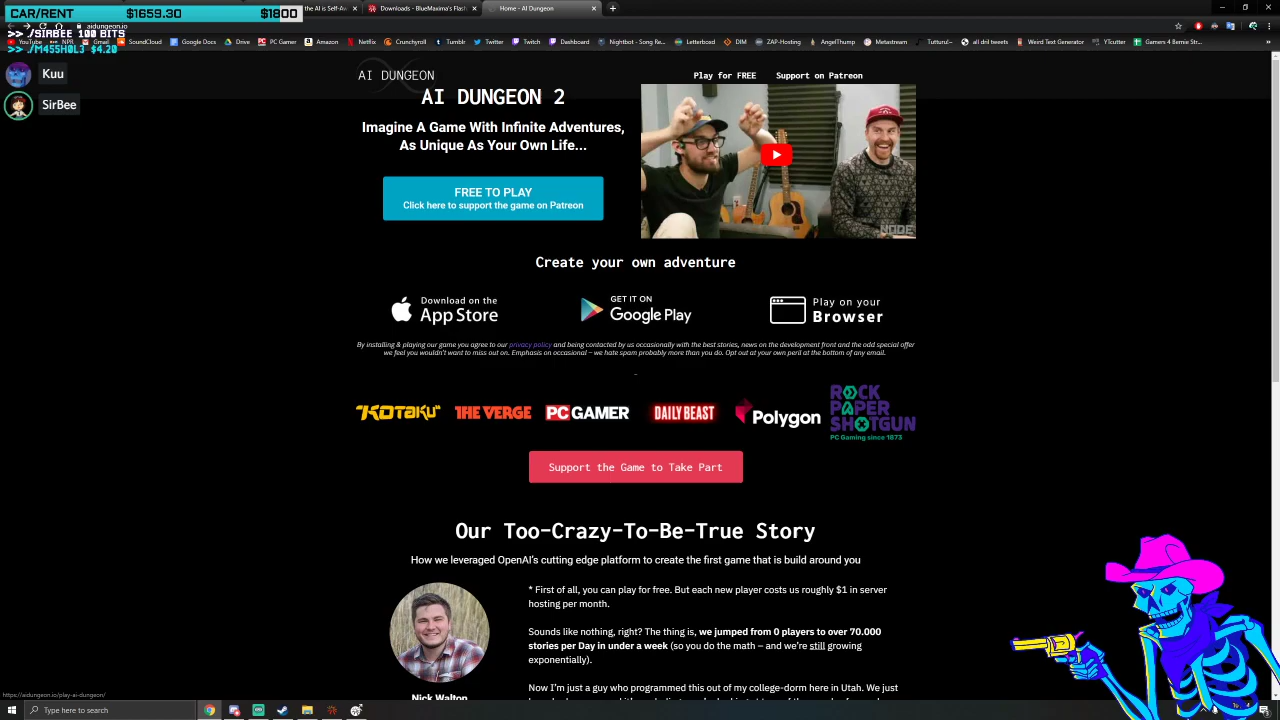 CAR/RENT $1659.30 $1800
the AI is Self-Aw
Downloads - BlueMaxima's Flash
Home - AI Dungeon
aidungeon.io
>> ./SIRBEE 100 BITS
>> ./M455H0L3 $4.20
YouTube NPR Gmail SoundCloud Google Docs Drive PC Gamer Amazon Netflix Crunchyroll Tumblr Twitter Twitch Dashboard Nightbot - Song Re... Letterboxd DIM ZAP-Hosting AngelThump Metastream Tutturu!~ all dril tweets Weird Text Generator YTCutter Gamers 4 Bernie St...
Kuu
SirBee
AI DUNGEON
Play for FREE Support on Patreon
AI DUNGEON 2
Imagine A Game With Infinite Adventures,
As Unique As Your Own Life...
FREE TO PLAY
Click here to support the game on Patreon
NODE
Create your own adventure
Download on the
App Store
GET IT ON
Google Play
Play on your
Browser
By installing & playing our game you agree to our privacy policy and being contacted by us occasionally with the best stories, news on the development front and the odd special offer
we feel you wouldn't want to miss out on. Emphasis on occasional – we hate spam probably more than you do. Opt out at your own peril at the bottom of any email.
KOTAKU THE VERGE PC GAMER DAILY BEAST Polygon
ROCK
PAPER
SHOTGUN
PC Gaming since 1873
Support the Game to Take Part
Our Too-Crazy-To-Be-True Story
How we leveraged OpenAI's cutting edge platform to create the first game that is build around you
* First of all, you can play for free. But each new player costs us roughly $1 in server
hosting per month.
Sounds like nothing, right? The thing is, we jumped from 0 players to over 70.000
stories per Day in under a week (so you do the math – and we're still growing
exponentially).
Now I'm just a guy who programmed this out of my college-dorm here in Utah. We just
Nick Walton
https://aidungeon.io/play-ai-dungeon/
Type here to search